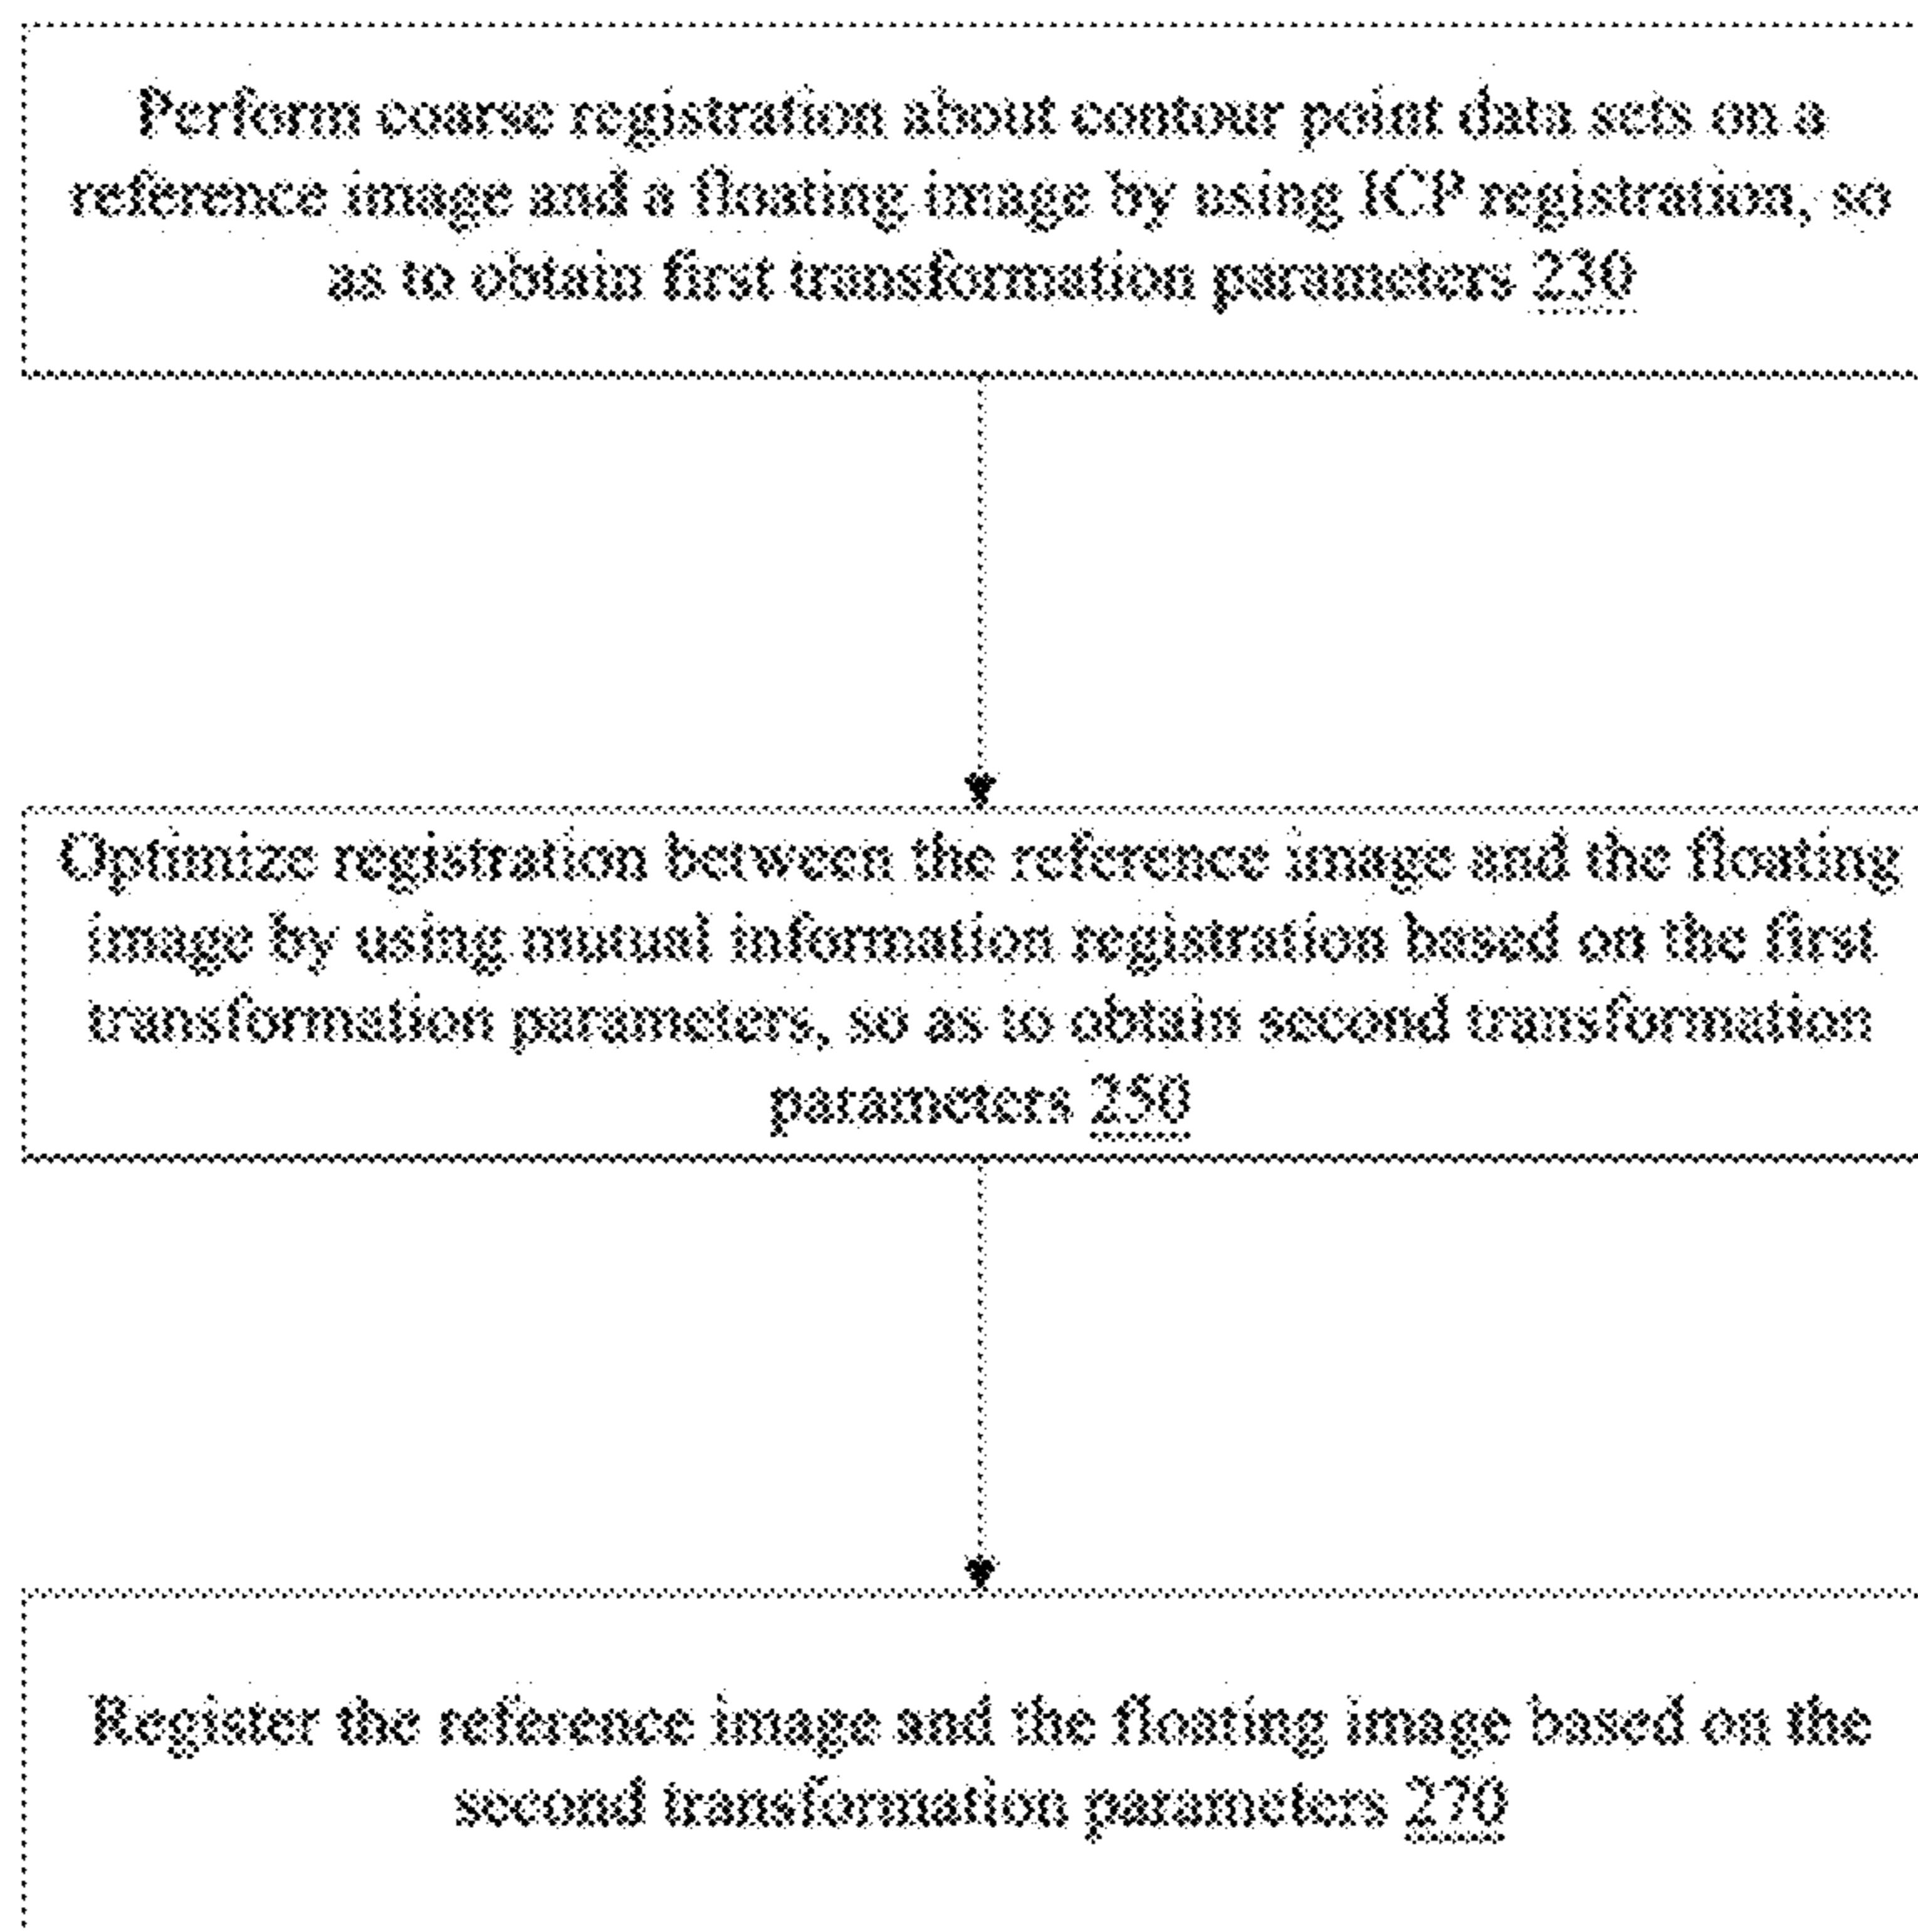 Perform coarse registration about contour point data sets on a
reference image and a floating image by using ICP registration, so
as to obtain first transformation parameters 230
Optimize registration between the reference image and the floating
image by using mutual information registration based on the first
transformation parameters, so as to obtain second transformation
parameters 250
Register the reference image and the floating image based on the
second transformation parameters 270